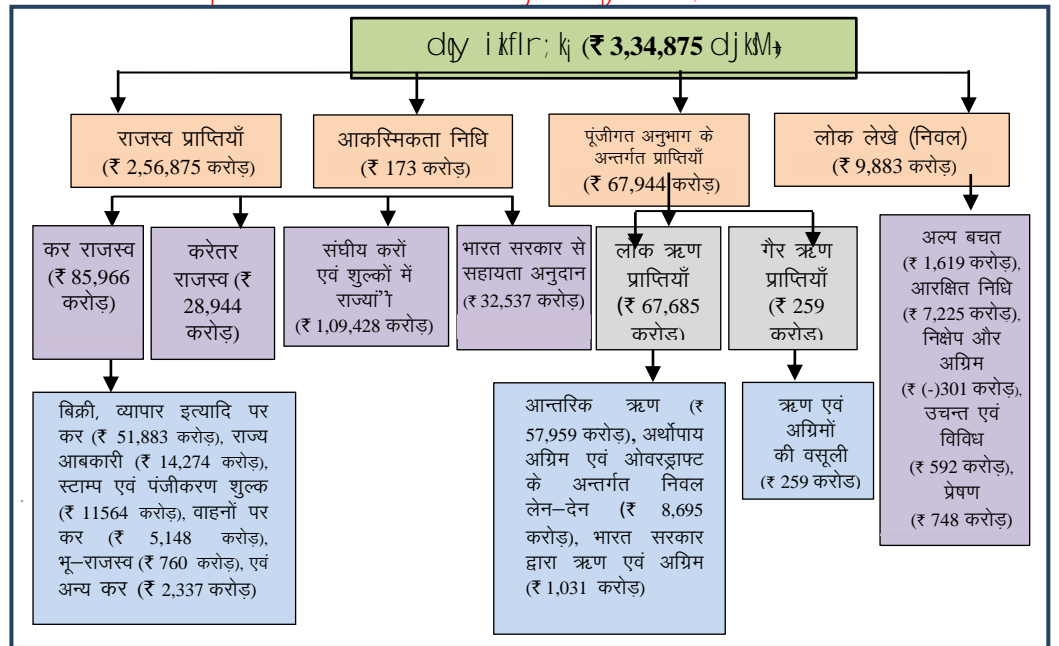 dqy izkfIr;k¡ (₹ 3,34,875 djksM+)
राजस्व प्राप्तियाँ
(₹ 2,56,875 करोड़)
आकस्मिकता निधि
(₹ 173 करोड़)
पूंजीगत अनुभाग के
अन्तर्गत प्राप्तियाँ
(₹ 67,944 करोड़)
लोक लेखे (निवल)
(₹ 9,883 करोड़)
कर राजस्व
(₹ 85,966
करोड़)
करेतर
राजस्व (₹
28,944
करोड़)
संघीय करों
एवं शुल्कों में
(₹ 1,09,428 करोड़)
भारत सरकार से
सहायता अनुदान
(₹ 32,537 करोड़)
लोक ऋण
प्राप्तियाँ
(₹ 67,685
करोड़)
गैर ऋण
प्राप्तियाँ
(₹ 259
करोड़)
अल्प बचत
(₹ 1,619 करोड़),
आरक्षित निधि
(₹ 7,225 करोड़),
निक्षेप और
अग्रिम
(₹ (-)301 करोड़),
उचन्त एवं
विविध
(₹ 592 करोड़),
प्रेषण
(₹ 748 करोड़)
बिक्री, व्यापार इत्यादि पर
कर (₹ 51,883 करोड़), राज्य
आबकारी (₹ 14,274 करोड़),
स्टाम्प एवं पंजीकरण शुल्क
(₹ 11564 करोड़), वाहनों पर
कर (₹ 5,148 करोड़),
भू–राजस्व (₹ 760 करोड़), एवं
अन्य कर (₹ 2,337 करोड़)
आन्तरिक ऋण (₹
57,959 करोड़), अर्थोपाय
अग्रिम एवं ओवरड्राफ्ट
के अन्तर्गत निवल
लेन–देन (₹ 8,695
करोड़), भारत सरकार
द्वारा ऋण एवं अग्रिम
(₹ 1,031 करोड़)
ऋण एवं
अग्रिमों
की वसूली
(₹ 259 करोड)